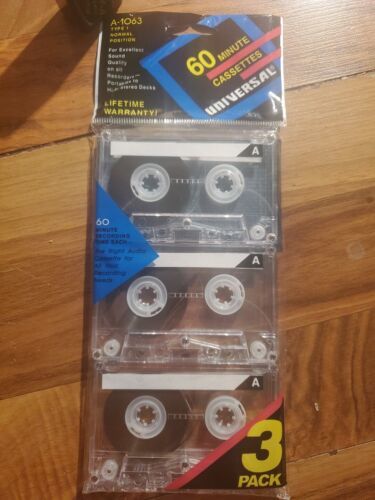 A-1063
TYPE I
NORMAL
POSITION
For Excellent
Sound
Quality
on all
Recorders—
Portables to
Hi-Fi Stereo Decks
LIFETIME
WARRANTY!
60 MINUTE
CASSETTES
UNIVERSAL®
A
60
MINUTE
RECORDING
TIME EACH
The Right Audio
Cassette for
All Your
Recording
Needs
A
A
3
PACK